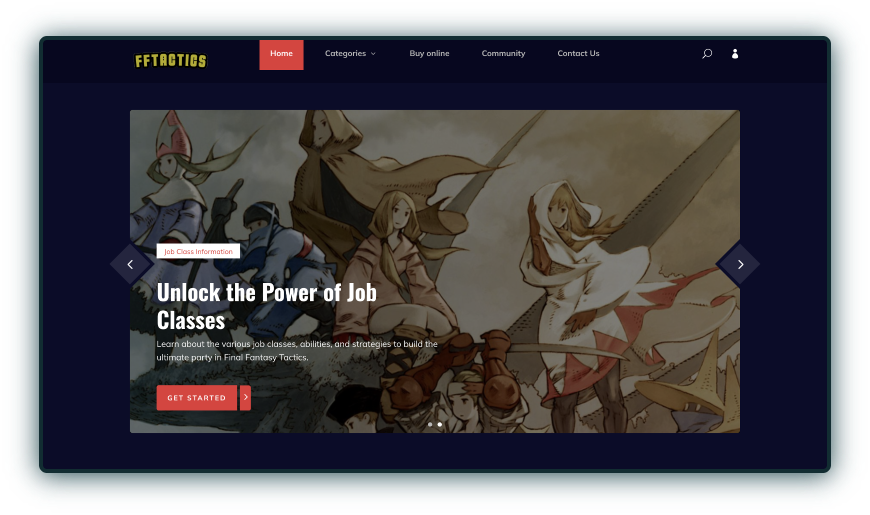 FFTACTICS
Home
Categories
Buy online
Community
Contact Us
Job Class Information
Unlock the Power of Job
Classes
Learn about the various job classes, abilities, and strategies to build the
ultimate party in Final Fantasy Tactics.
GET STARTED